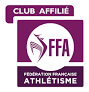 CLUB AFFILIÉ
FFA
FÉDÉRATION FRANÇAISE
ATHLÉTISME